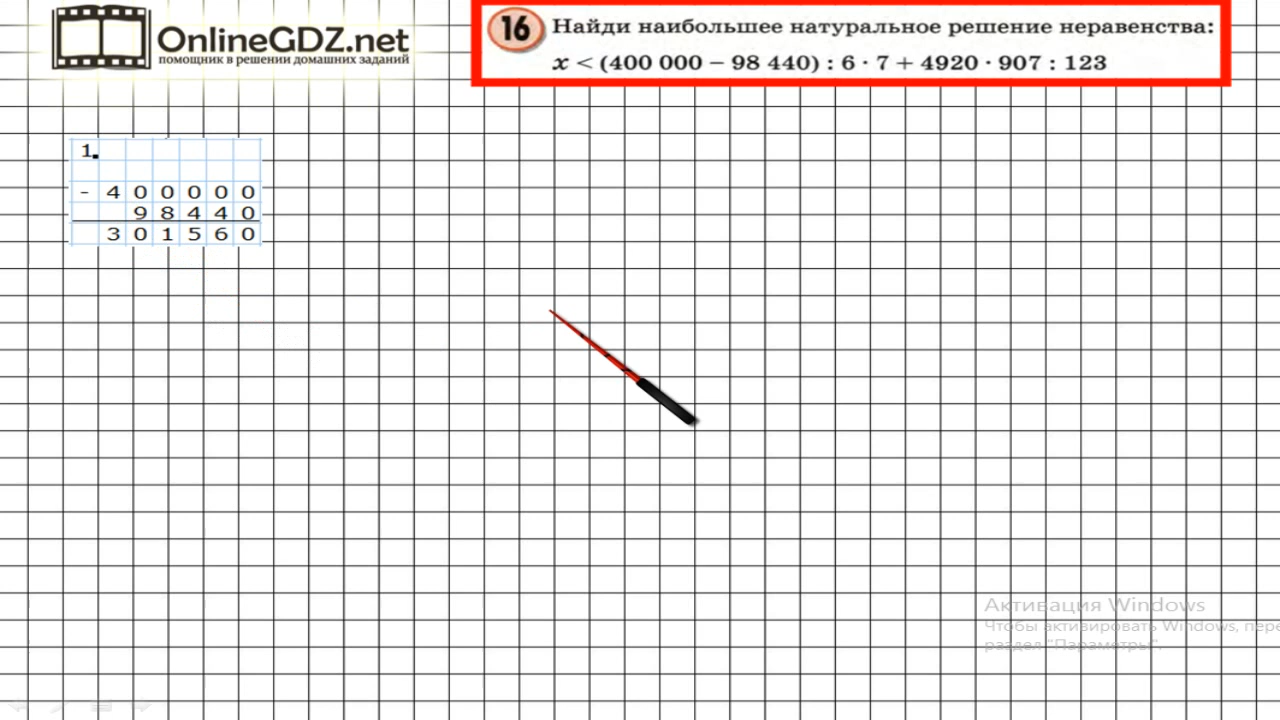 OnlineGDZ.net
помощник в решении домашних заданий
16 Найди наибольшее натуральное решение неравенства:
x < (400 000 − 98 440) : 6 · 7 + 4920 · 907 : 123
1.
- 400000
98440
301560
Активация Windows
Чтобы активировать Windows, пере
раздел "Параметры".